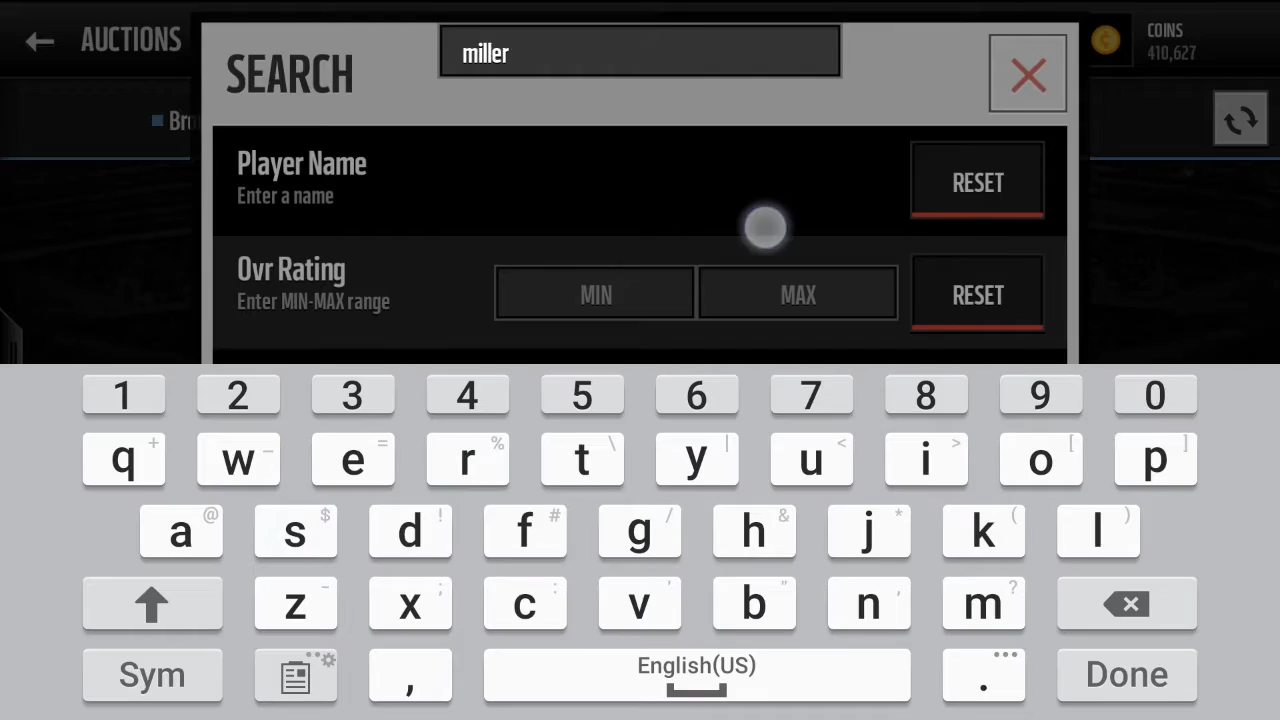 AUCTIONS
miller
COINS
410,627
SEARCH
Bro
Player Name
Enter a name
RESET
Ovr Rating
Enter MIN-MAX range
MIN
MAX
RESET
1 2 3 4 5 6 7 8 9 0
q + w _ e = r % t \ y | u < i > o [ p ]
a @ s $ d ! f # g / h & j * k ( l )
z - x ; c : v ' b " n , m ?
Sym , English(US) . Done